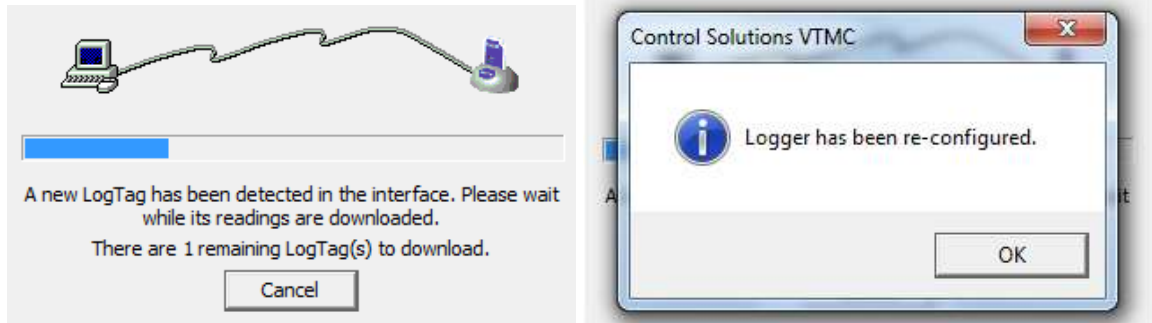 A new LogTag has been detected in the interface. Please wait
while its readings are downloaded.
There are 1 remaining LogTag(s) to download.
Cancel
Control Solutions VTMC
Logger has been re-configured.
A
it
OK